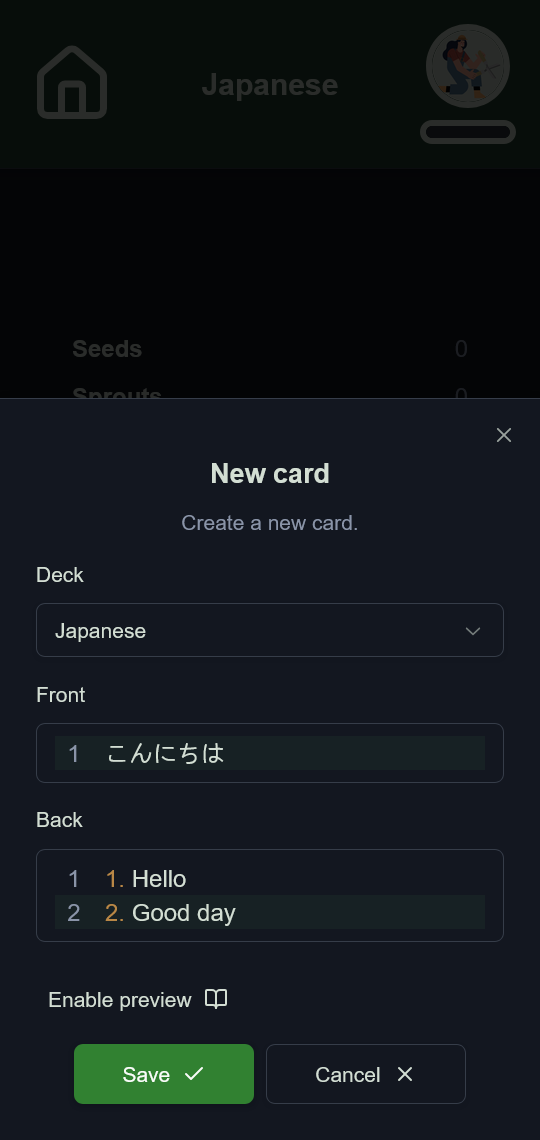 Japanese
Seeds 0
Sprouts 0
New card
Create a new card.
Deck
Japanese
Front
1 こんにちは
Back
1 1. Hello
2 2. Good day
Enable preview
Save
Cancel